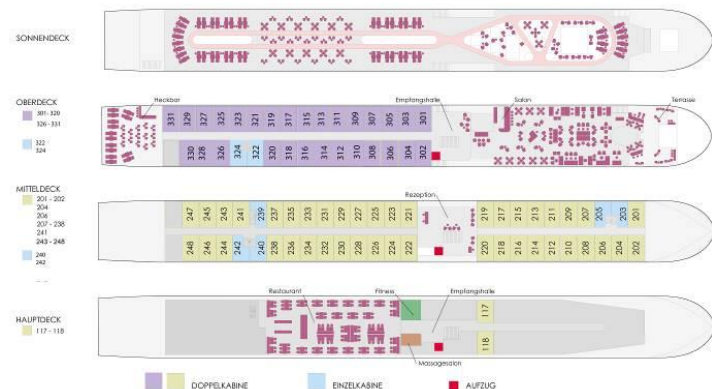 SONNENDECK
OBERDECK
301- 320
326 - 331
322
324
Heckbar
Empfangshalle
Salon
Terrasse
331 329 327 325 323 321 319 317 315 313 311 309 307 305 303 301
330 328 326 324 322 320 318 316 314 312 310 308 306 304 302
MITTELDECK
201 - 202
204
206
207 - 238
241
243 - 248
240
242
Rezeption
247 245 243 241 239 237 235 233 231 229 227 225 223 221 219 217 215 213 211 209 207 205 203 201
248 246 244 242 240 238 236 234 232 230 228 226 224 222 220 218 216 214 212 210 208 206 204 202
HAUPTDECK
117 - 118
Restaurant
Fitness
Empfangshalle
117
118
Massagesalon
DOPPELKABINE
EINZELKABINE
AUFZUG